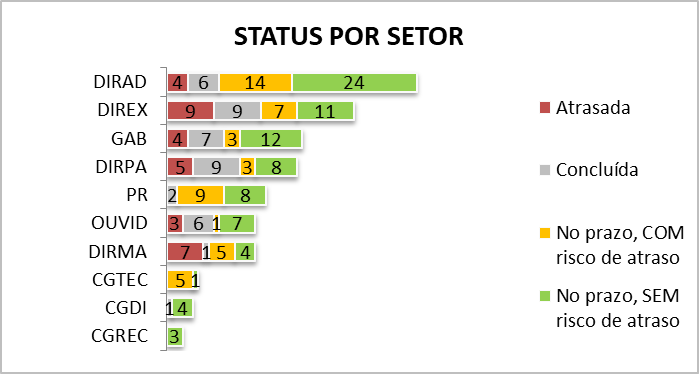 STATUS POR SETOR
DIRAD 4 6 14 24
DIREX 9 9 7 11
GAB 4 7 3 12
DIRPA 5 9 3 8
PR 2 9 8
OUVID 3 6 1 7
DIRMA 7 1 5 4
CGTEC 5 1
CGDI 1 4
CGREC 3
Atrasada
Concluída
No prazo, COM
risco de atraso
No prazo, SEM
risco de atraso